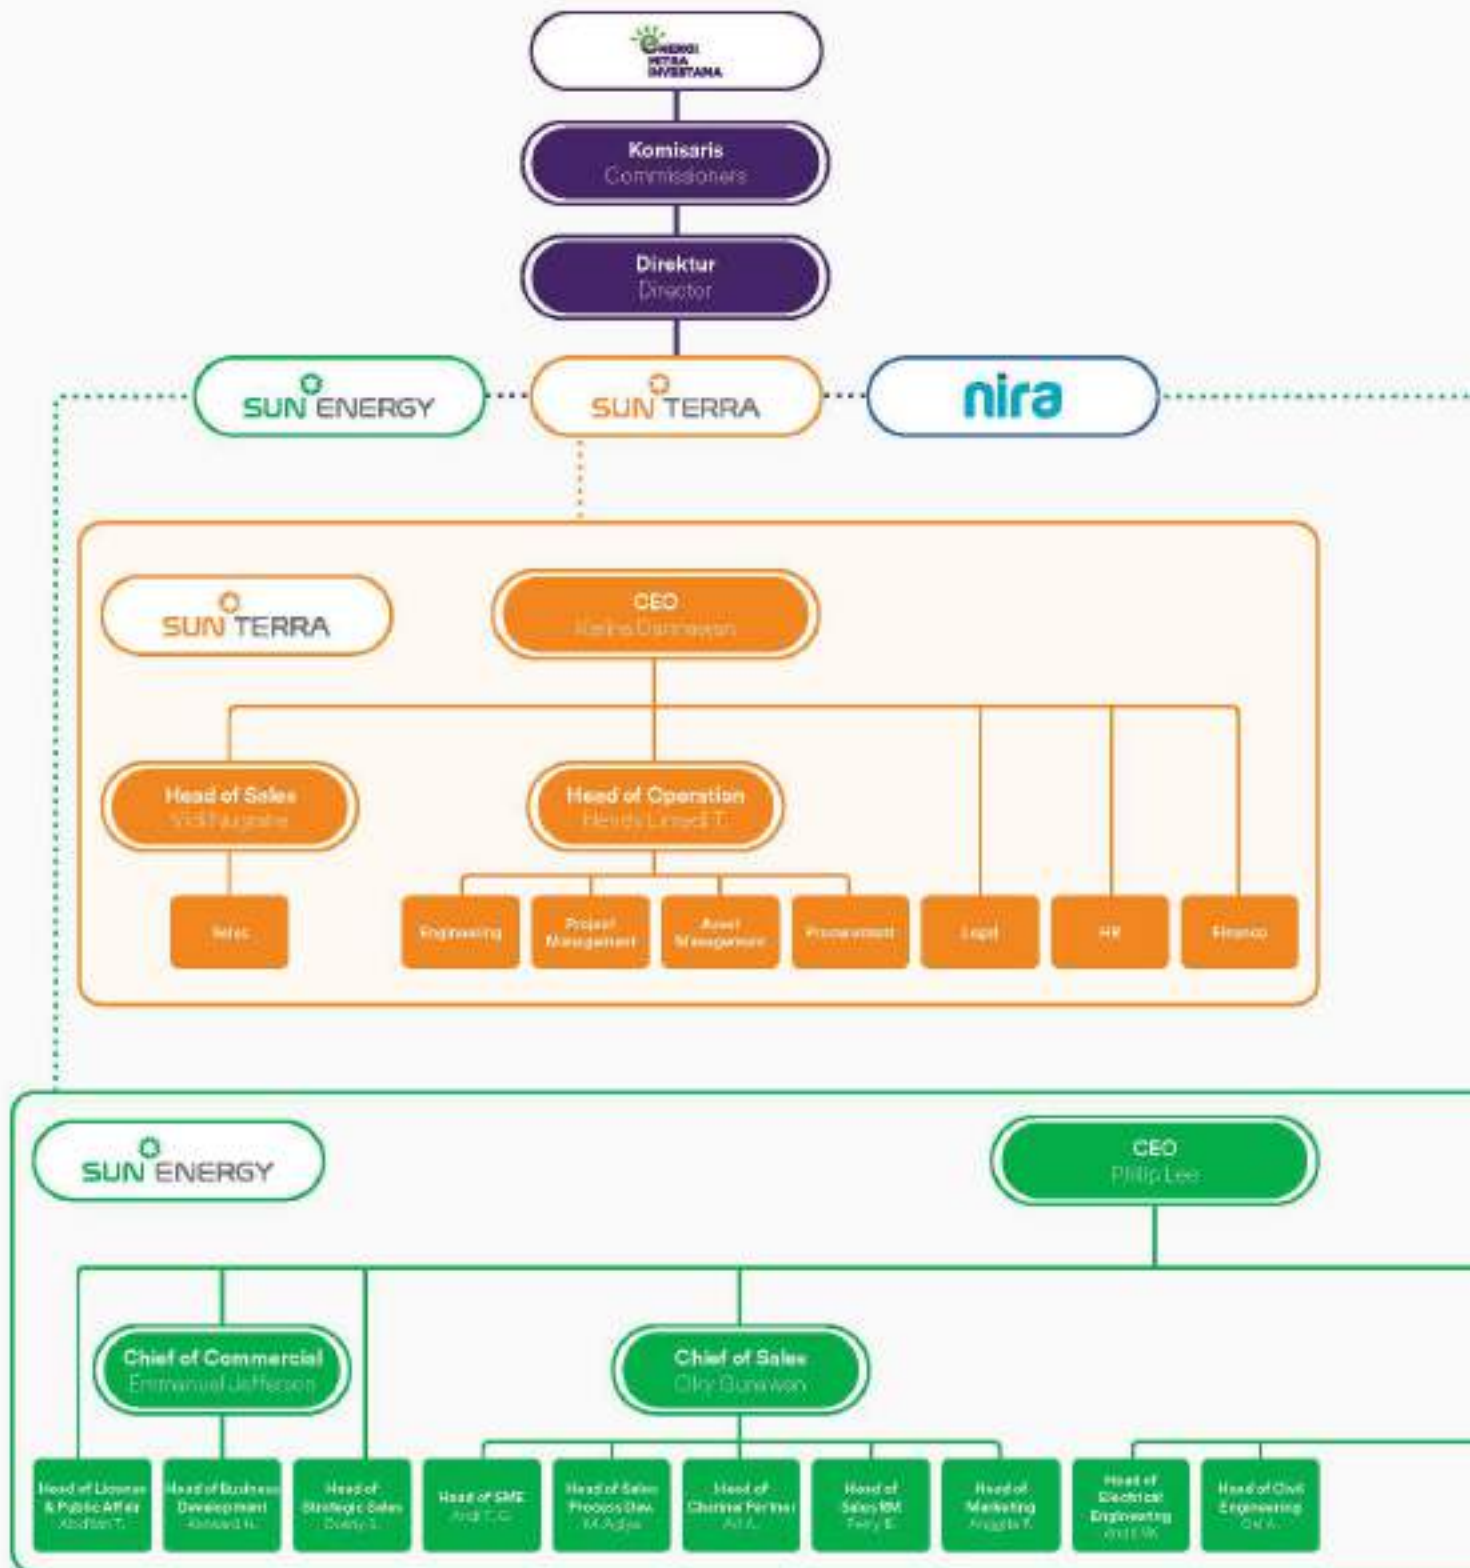 ENERGI
MITRA
INVESTANA
Komisaris
Commissioners
Direktur
Director
SUN ENERGY
SUN TERRA
nira
SUN TERRA
CEO
Head of Sales
Head of Operation
Sales
Engineering
Project
Management
Asset
Management
Procurement
Legal
HR
Finance
SUN ENERGY
CEO
Philip Lee
Chief of Commercial
Emmanuel Jefferson
Chief of Sales
Oky Gunawan
Head of License
& Public Affair
Head of Business
Development
Head of
Strategic Sales
Head of SME
Head of Sales
Process Dev.
Head of
Channel Partner
Head of
Sales RM
Head of
Marketing
Head of
Electrical
Engineering
Head of Civil
Engineering